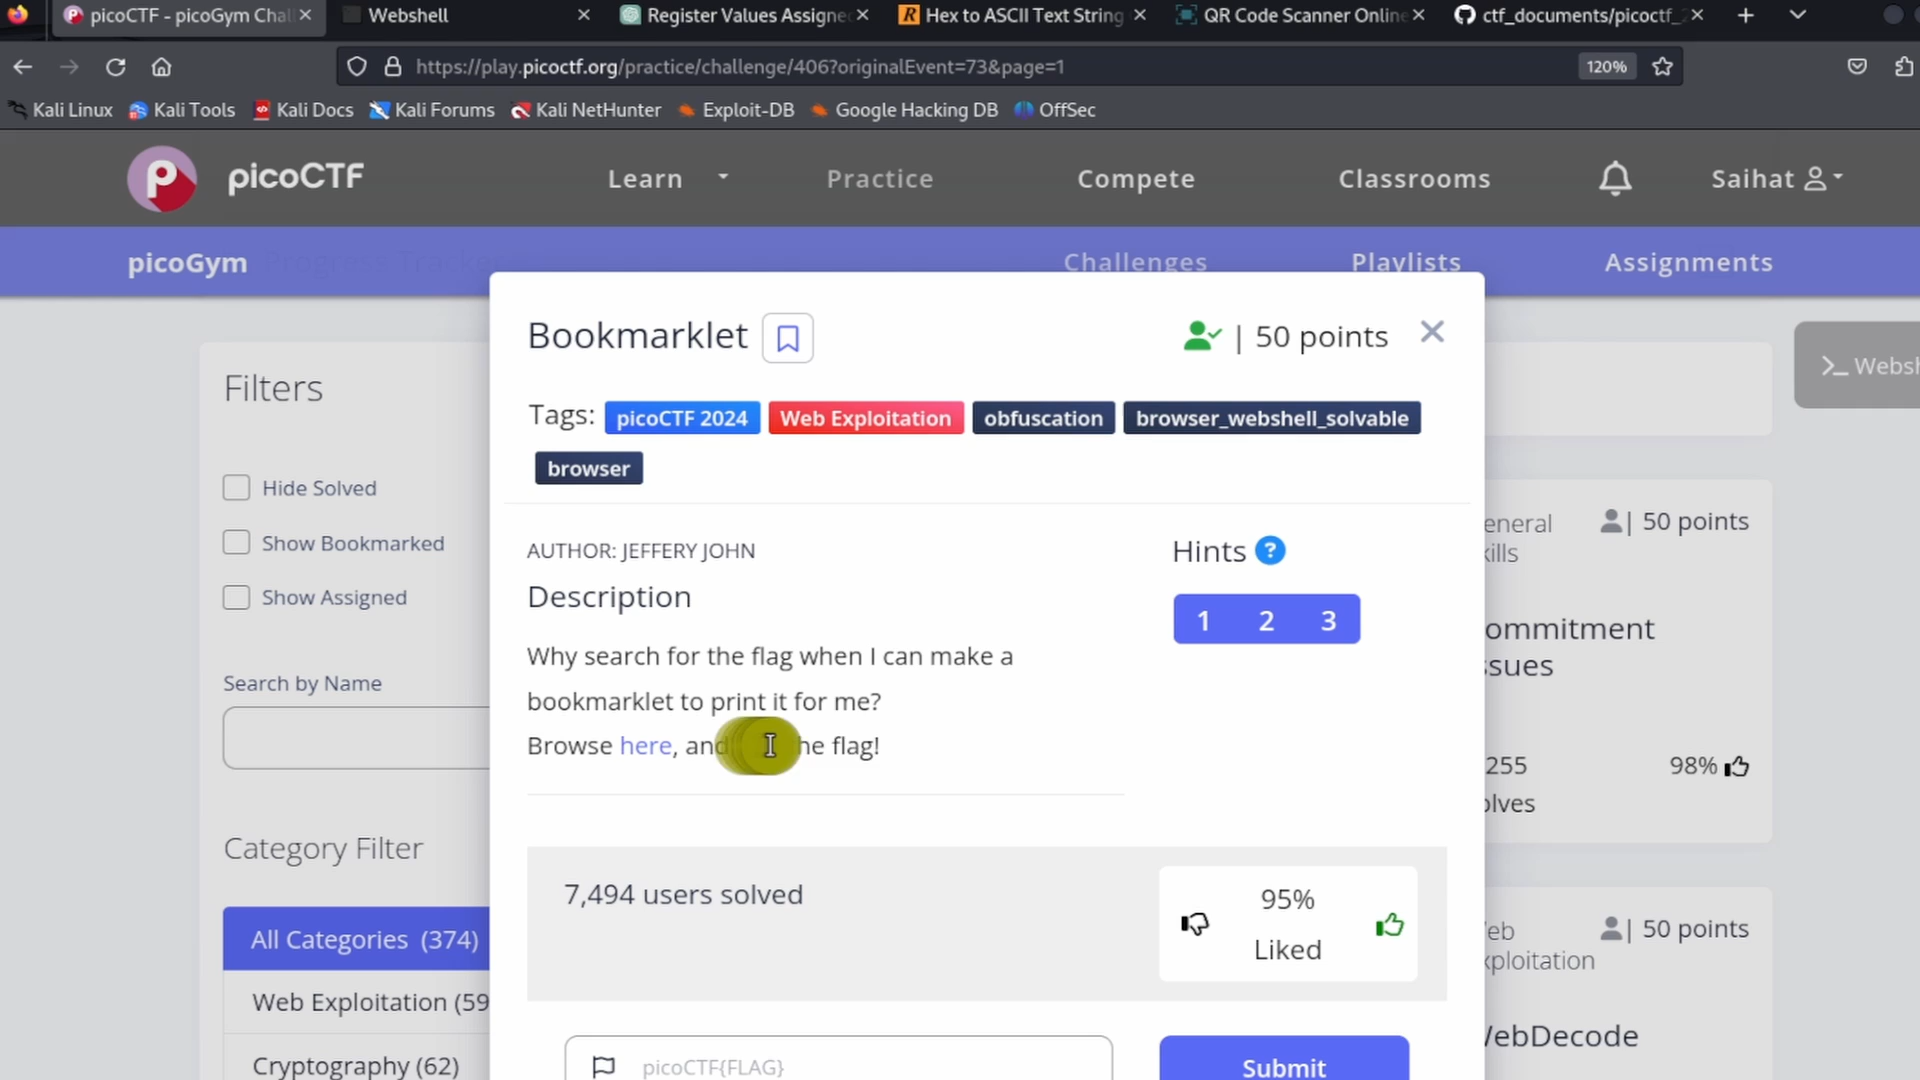 picoCTF - picoGym Chal
Webshell
Register Values Assigne
Hex to ASCII Text String
QR Code Scanner Online
ctf_documents/picoctf_
https://play.picoctf.org/practice/challenge/406?originalEvent=73&page=1
120%
Kali Linux
Kali Tools
Kali Docs
Kali Forums
Kali NetHunter
Exploit-DB
Google Hacking DB
OffSec
picoCTF
Learn
Practice
Compete
Classrooms
Saihat
picoGym
Progress Tracker
Challenges
Playlists
Assignments
Bookmarklet
| 50 points
Websh
Filters
Tags: picoCTF 2024 Web Exploitation obfuscation browser_webshell_solvable
browser
Hide Solved
Show Bookmarked
Show Assigned
Search by Name
AUTHOR: JEFFERY JOHN
Description
Why search for the flag when I can make a
bookmarklet to print it for me?
Browse here, and he flag!
Hints ?
1 2 3
eneral
kills
| 50 points
ommitment
ssues
255
olves
98%
Category Filter
All Categories (374)
Web Exploitation (59
Cryptography (62)
7,494 users solved
95%
Liked
eb
xploitation
| 50 points
WebDecode
picoCTF{FLAG}
Submit